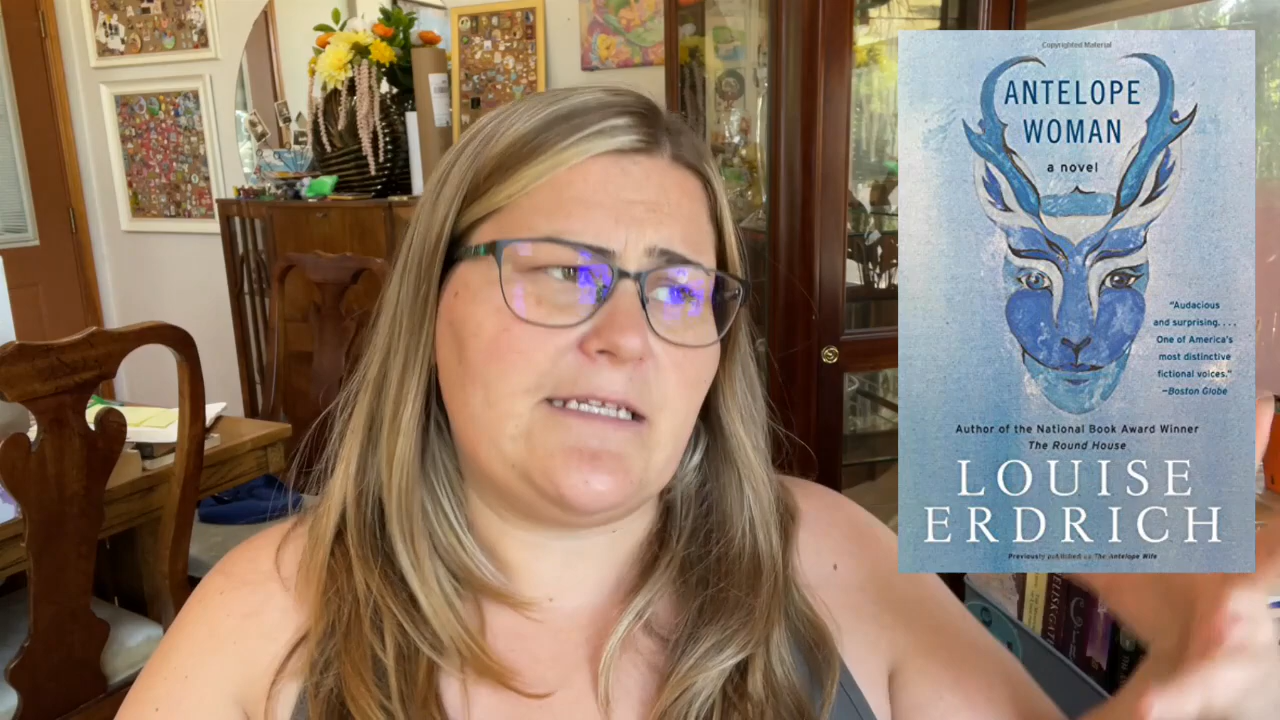 Copyrighted Material
ANTELOPE
WOMAN
a novel
"Audacious
and surprising. . . .
One of America's
most distinctive
fictional voices."
—Boston Globe
Author of the National Book Award Winner
The Round House
LOUISE
ERDRICH
Previously published as The Antelope Wife